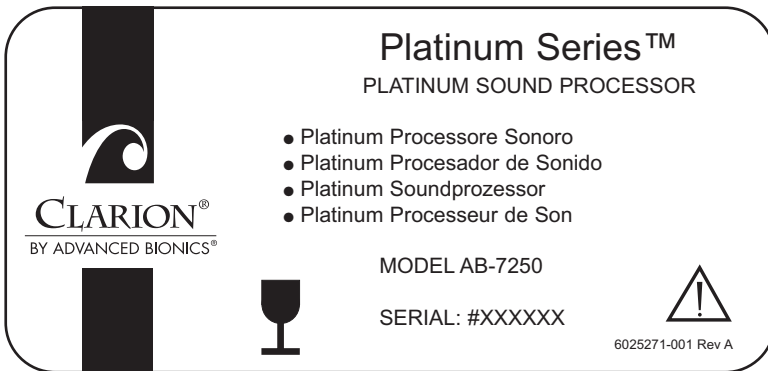 Platinum Series™
PLATINUM SOUND PROCESSOR
● Platinum Processore Sonoro
● Platinum Procesador de Sonido
● Platinum Soundprozessor
● Platinum Processeur de Son
CLARION®
BY ADVANCED BIONICS®
MODEL AB-7250
SERIAL: #XXXXXX
6025271-001 Rev A